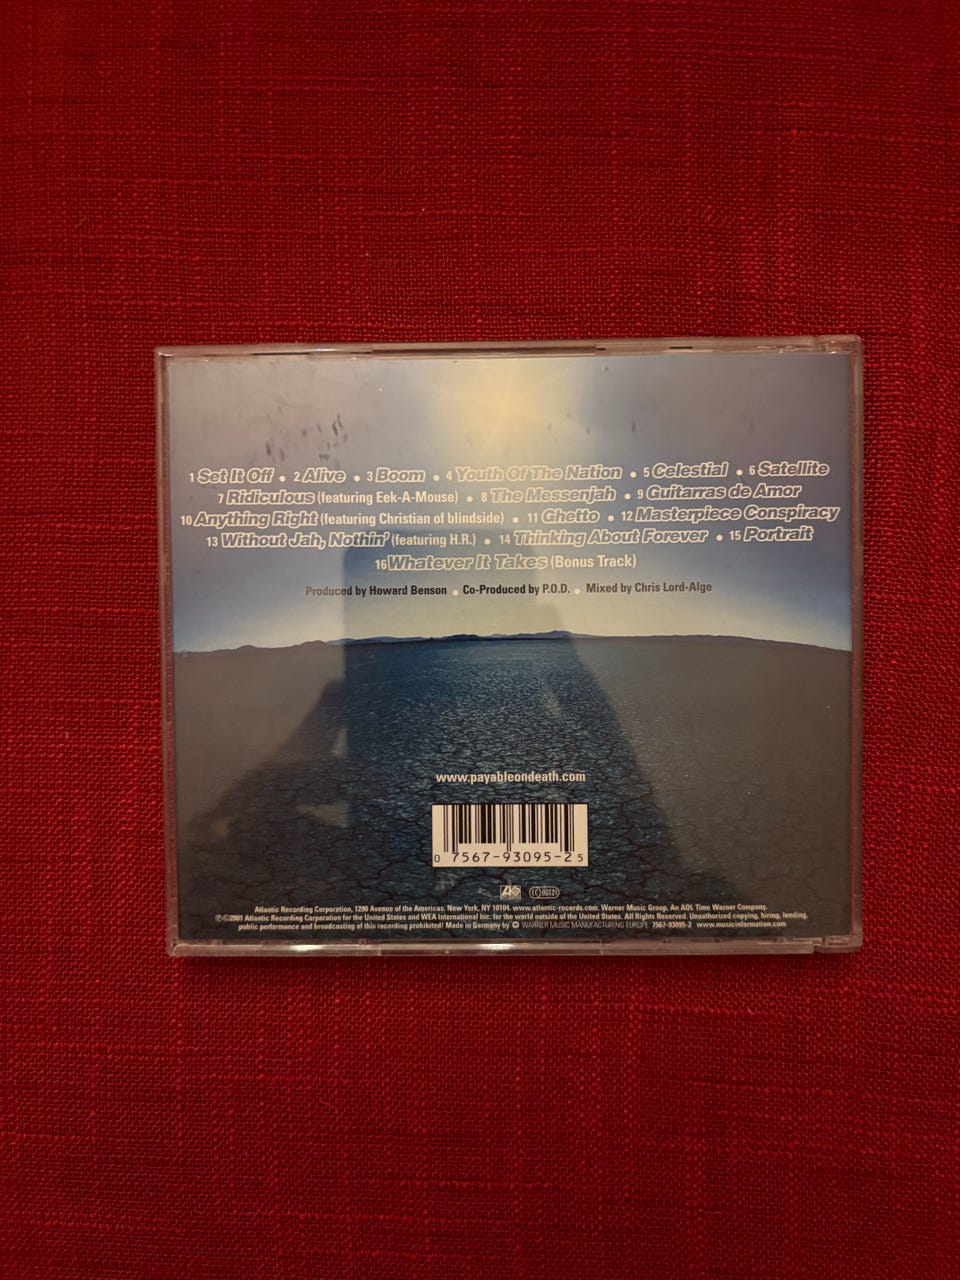 1 Set It Off • 2 Alive • 3 Boom • 4 Youth Of The Nation • 5 Celestial • 6 Satellite
7 Ridiculous (featuring Eek-A-Mouse) • 8 The Messenjah • 9 Guitarras de Amor
10 Anything Right (featuring Christian of blindside) • 11 Ghetto • 12 Masterpiece Conspiracy
13 Without Jah, Nothin' (featuring H.R.) • 14 Thinking About Forever • 15 Portrait
16 Whatever It Takes (Bonus Track)
Produced by Howard Benson • Co-Produced by P.O.D. • Mixed by Chris Lord-Alge
www.payableondeath.com
0 7567-93095-2 5
Atlantic Recording Corporation, 1290 Avenue of the Americas, New York, NY 10104. www.atlantic-records.com. Warner Music Group. An AOL Time Warner Company.
℗©2001 Atlantic Recording Corporation for the United States and WEA International Inc. for the world outside of the United States. All Rights Reserved. Unauthorized copying, hiring, lending,
public performance and broadcasting of this recording prohibited! Made in Germany by WARNER MUSIC MANUFACTURING EUROPE 7567-93095-2 www.musicinformation.com